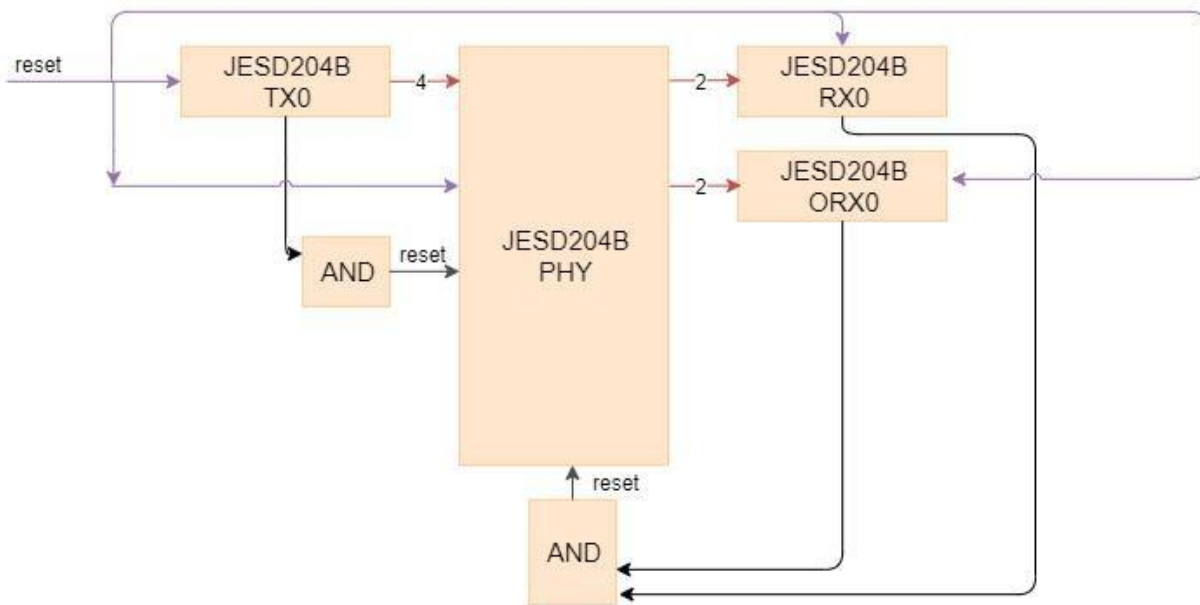 reset
JESD204B
TX0
4
2
JESD204B
RX0
2
JESD204B
ORX0
AND
reset
JESD204B
PHY
reset
AND